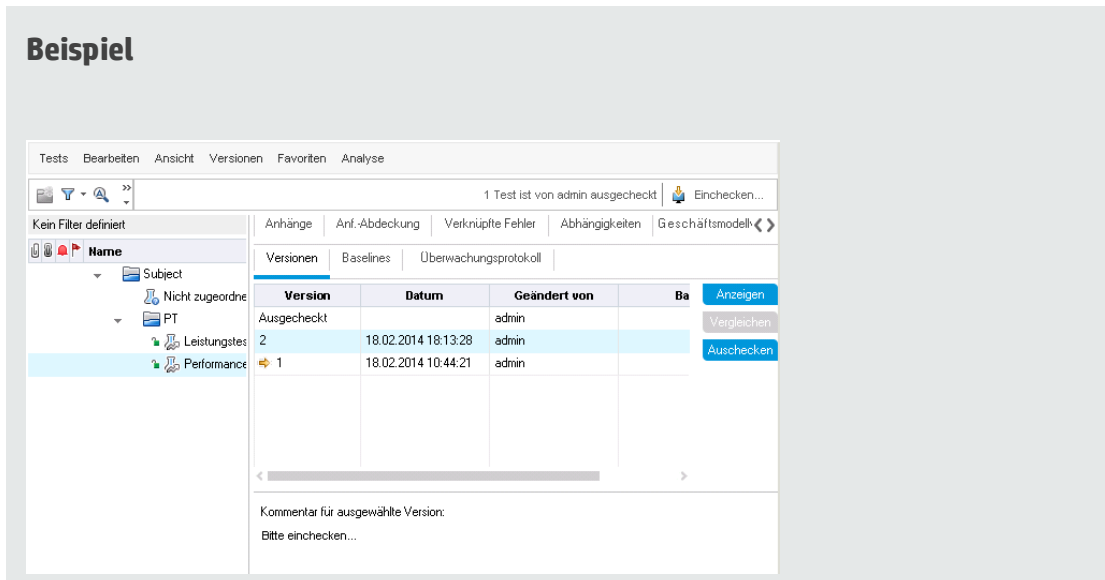 Beispiel
Tests Bearbeiten Ansicht Versionen Favoriten Analyse
1 Test ist von admin ausgecheckt Einchecken...
Kein Filter definiert
Anhänge Anf.-Abdeckung Verknüpfte Fehler Abhängigkeiten Geschäftsmodellv
Name
Versionen Baselines Überwachungsprotokoll
Subject
Nicht zugeordne
PT
Leistungstes
Performance
Version Datum Geändert von Ba
Ausgecheckt admin
2 18.02.2014 18:13:28 admin
1 18.02.2014 10:44:21 admin
Anzeigen
Vergleichen
Auschecken
Kommentar für ausgewählte Version:
Bitte einchecken...